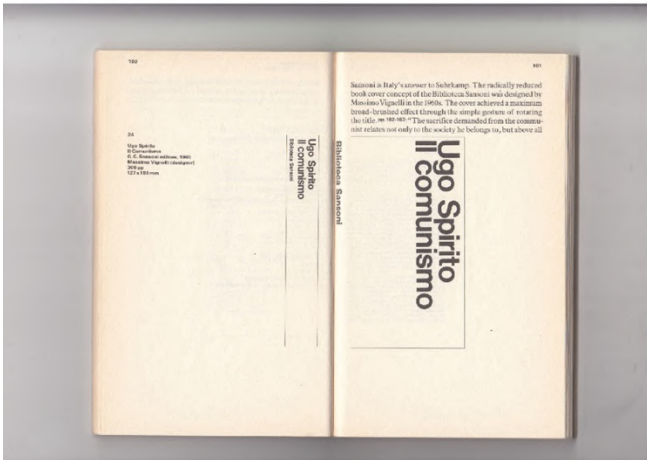 182
24
Ugo Spirito
Il Comunismo
G. C. Sansoni editore, 1965
Massimo Vignelli (designer)
309 pp
127 x 193 mm
Ugo Spirito
Il comunismo
Biblioteca Sansoni
Biblioteca Sansoni
Sansoni is Italy's answer to Suhrkamp. The radically reduced
book cover concept of the Biblioteca Sansoni was designed by
Massimo Vignelli in the 1960s. The cover achieved a maximum
broad-brushed effect through the simple gesture of rotating
the title. "The sacrifice demanded from the commu-
nist relates not only to the society he belongs to, but above all
Ugo Spirito
Il comunismo